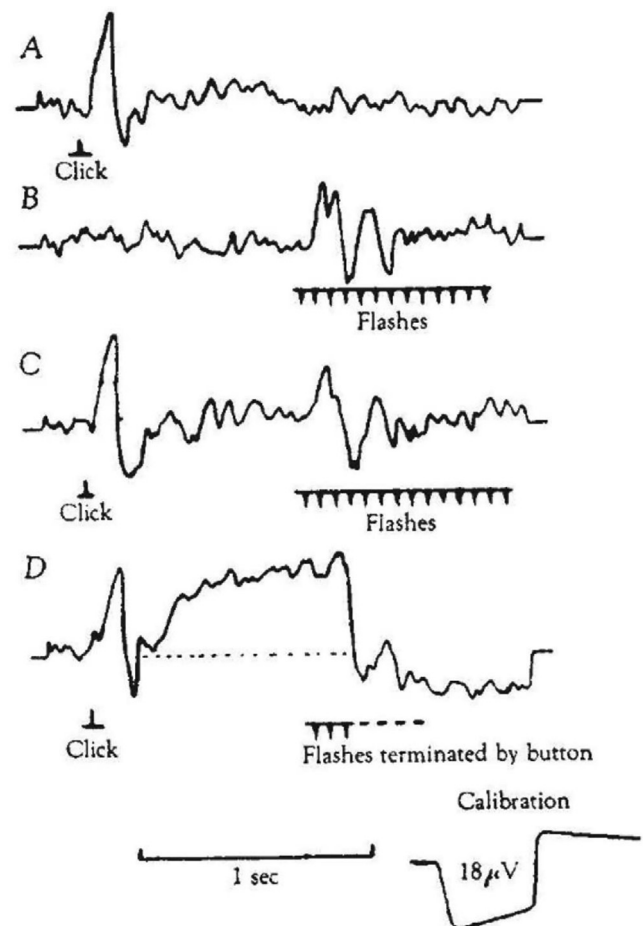 A
Click
B
Flashes
C
Click
Flashes
D
Click
Flashes terminated by button
Calibration
1 sec
18μV